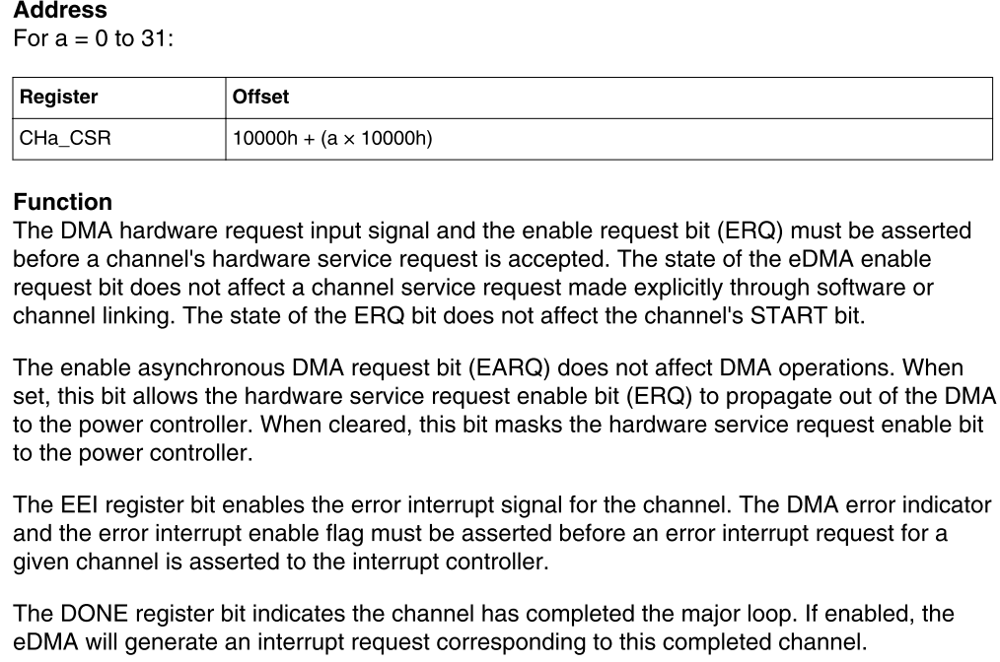 Address
For a = 0 to 31:
Register Offset
CHa_CSR 10000h + (a × 10000h)
Function
The DMA hardware request input signal and the enable request bit (ERQ) must be asserted
before a channel's hardware service request is accepted. The state of the eDMA enable
request bit does not affect a channel service request made explicitly through software or
channel linking. The state of the ERQ bit does not affect the channel's START bit.
The enable asynchronous DMA request bit (EARQ) does not affect DMA operations. When
set, this bit allows the hardware service request enable bit (ERQ) to propagate out of the DMA
to the power controller. When cleared, this bit masks the hardware service request enable bit
to the power controller.
The EEI register bit enables the error interrupt signal for the channel. The DMA error indicator
and the error interrupt enable flag must be asserted before an error interrupt request for a
given channel is asserted to the interrupt controller.
The DONE register bit indicates the channel has completed the major loop. If enabled, the
eDMA will generate an interrupt request corresponding to this completed channel.